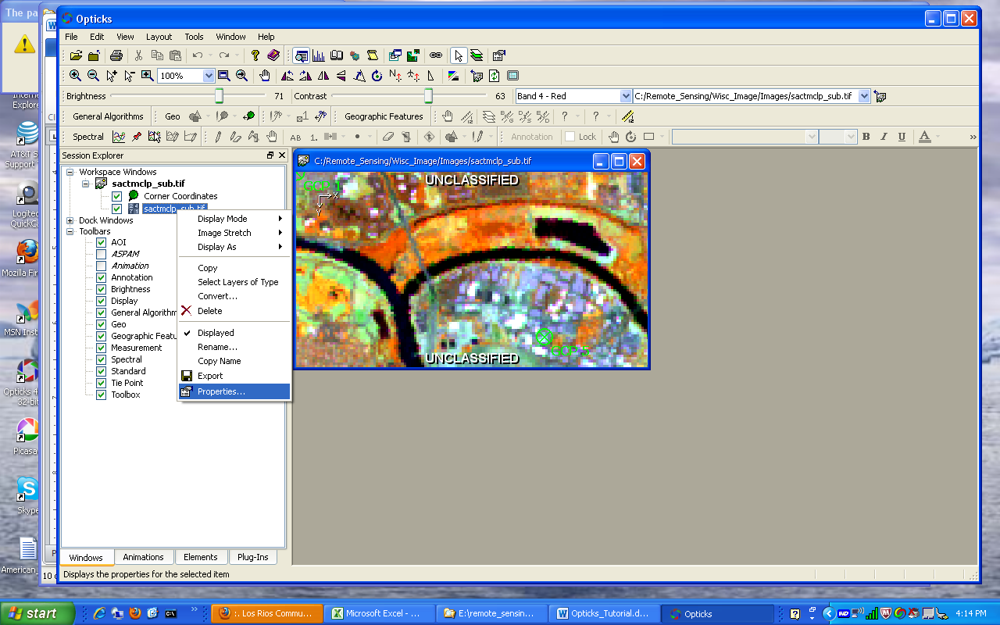 The pa
Opticks
File Edit View Layout Tools Window Help
100%
Brightness 71 Contrast 63 Band 4 - Red C:/Remote_Sensing/Wisc_Image/Images/sactmclp_sub.tif
General Algorithms Geo Geographic Features
Spectral Annotation Lock B I U
Session Explorer
Workspace Windows
sactmclp_sub.tif
Corner Coordinates
sactmclp_sub.tif
Dock Windows
Toolbars
AOI
ASPAM
Animation
Annotation
Brightness
Display
General Algorithm
Geo
Geographic Featu
Measurement
Spectral
Standard
Tie Point
Toolbox
Display Mode
Image Stretch
Display As
Copy
Select Layers of Type
Convert...
Delete
Displayed
Rename...
Copy Name
Export
Properties...
C:/Remote_Sensing/Wisc_Image/Images/sactmclp_sub.tif
UNCLASSIFIED
X
Y
UNCLASSIFIED
Windows Animations Elements Plug-Ins
Displays the properties for the selected item
Explore
AT&T S
Support
Logitec
QuickCa
Mozilla Fir
MSN Inst
Opticks 4
32-bit
Picasa
Skype
American_
start
:. Los Rios Commu...
Microsoft Excel - ...
E:\remote_sensin...
Opticks_Tutorial.d...
Opticks
4:14 PM